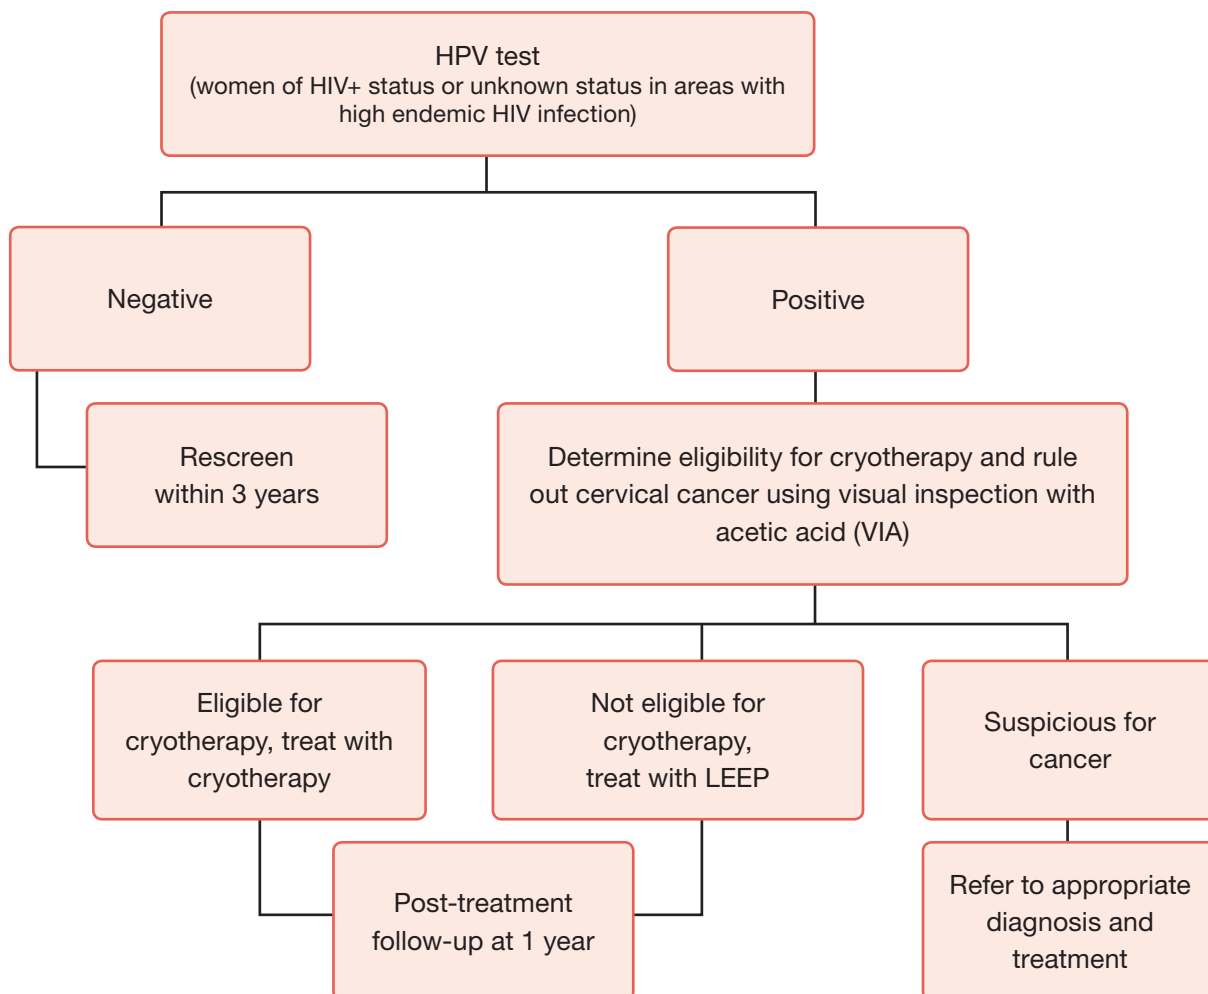 HPV test
(women of HIV+ status or unknown status in areas with
high endemic HIV infection)
Negative
Positive
Rescreen
within 3 years
Determine eligibility for cryotherapy and rule
out cervical cancer using visual inspection with
acetic acid (VIA)
Eligible for
cryotherapy, treat with
cryotherapy
Not eligible for
cryotherapy,
treat with LEEP
Suspicious for
cancer
Post-treatment
follow-up at 1 year
Refer to appropriate
diagnosis and
treatment